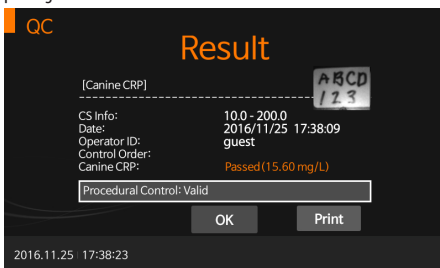 QC
Result
[Canine CRP]
ABCD
123
CS Info: 10.0 - 200.0
Date: 2016/11/25 17:38:09
Operator ID: guest
Control Order:
Canine CRP: Passed(15.60 mg/L)
Procedural Control: Valid
OK Print
2016.11.25 17:38:23